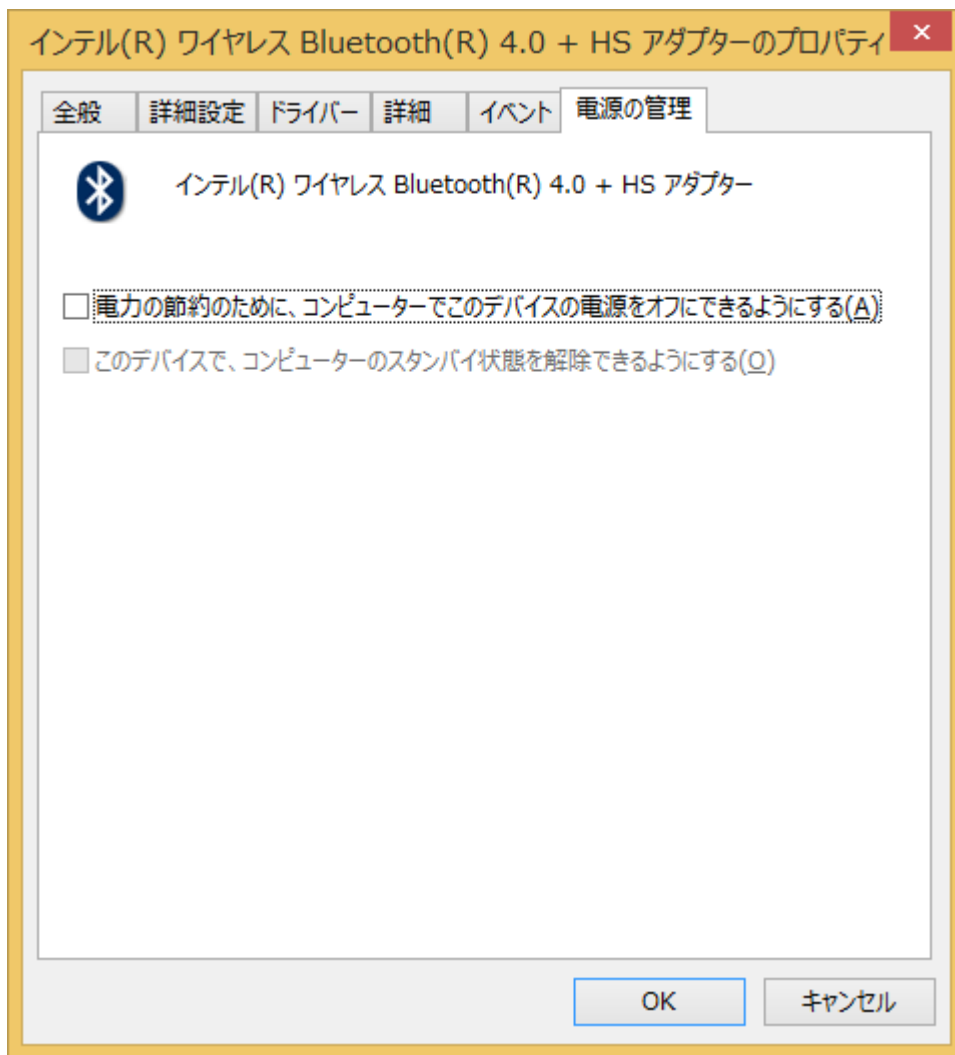 インテル(R) ワイヤレス Bluetooth(R) 4.0 + HS アダプターのプロパティ
全般 詳細設定 ドライバー 詳細 イベント 電源の管理
インテル(R) ワイヤレス Bluetooth(R) 4.0 + HS アダプター
電力の節約のために、コンピューターでこのデバイスの電源をオフにできるようにする(A)
このデバイスで、コンピューターのスタンバイ状態を解除できるようにする(O)
OK キャンセル